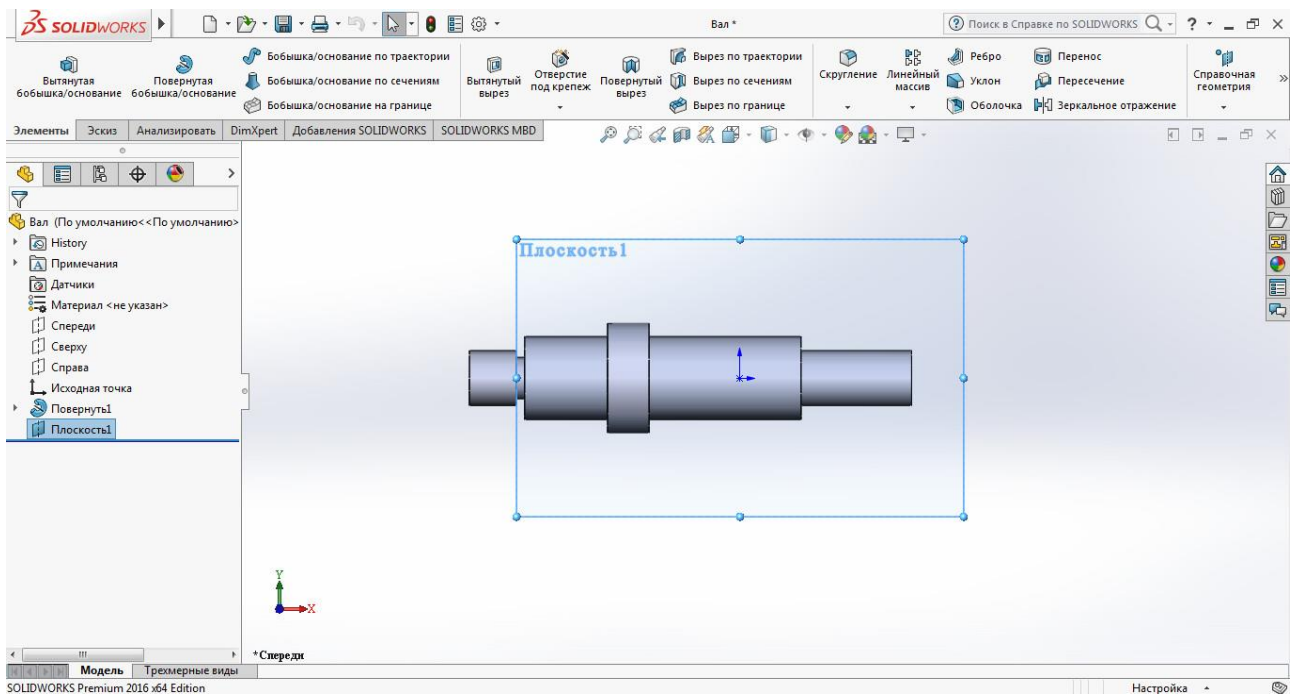 SOLIDWORKS
Вал *
Поиск в Справке по SOLIDWORKS
?
Вытянутая бобышка/основание
Повернутая бобышка/основание
Бобышка/основание по траектории
Бобышка/основание по сечениям
Бобышка/основание на границе
Вытянутый вырез
Отверстие под крепеж
Повернутый вырез
Вырез по траектории
Вырез по сечениям
Вырез по границе
Скругление
Линейный массив
Ребро
Уклон
Оболочка
Перенос
Пересечение
Зеркальное отражение
Справочная геометрия
»
Элементы Эскиз Анализировать DimXpert Добавления SOLIDWORKS SOLIDWORKS MBD
Вал (По умолчанию<<По умолчанию>
History
Примечания
Датчики
Материал <не указан>
Спереди
Сверху
Справа
Исходная точка
Повернуть1
Плоскость1
Плоскость1
Y
X
*Спереди
Модель Трехмерные виды
SOLIDWORKS Premium 2016 x64 Edition
Настройка